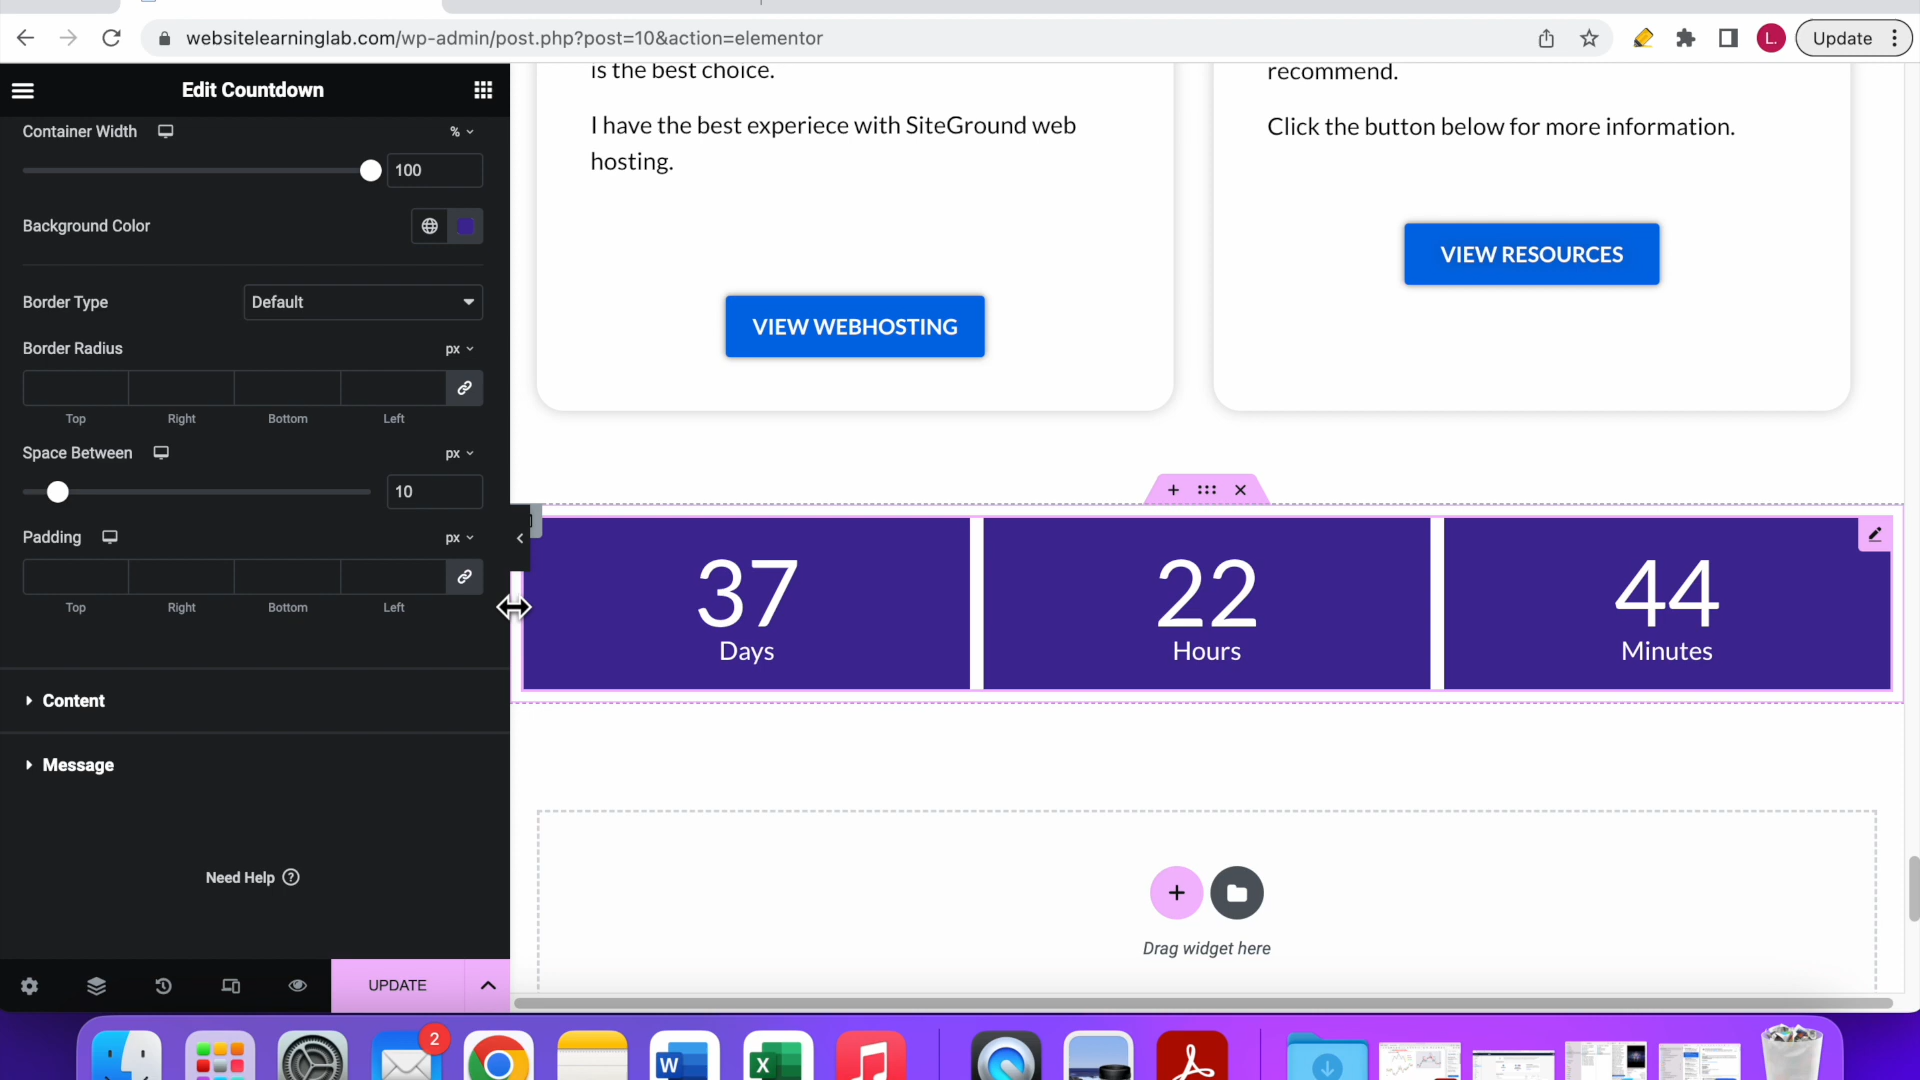 websitelearninglab.com/wp-admin/post.php?post=10&action=elementor
L.
Update
Edit Countdown
Container Width
%
100
Background Color
Border Type
Default
Border Radius
px
Top
Right
Bottom
Left
Space Between
px
10
Padding
px
Top
Right
Bottom
Left
Content
Message
Need Help
?
UPDATE
is the best choice.
I have the best experiece with SiteGround web
hosting.
VIEW WEBHOSTING
recommend.
Click the button below for more information.
VIEW RESOURCES
37
Days
22
Hours
44
Minutes
Drag widget here
2
W
X